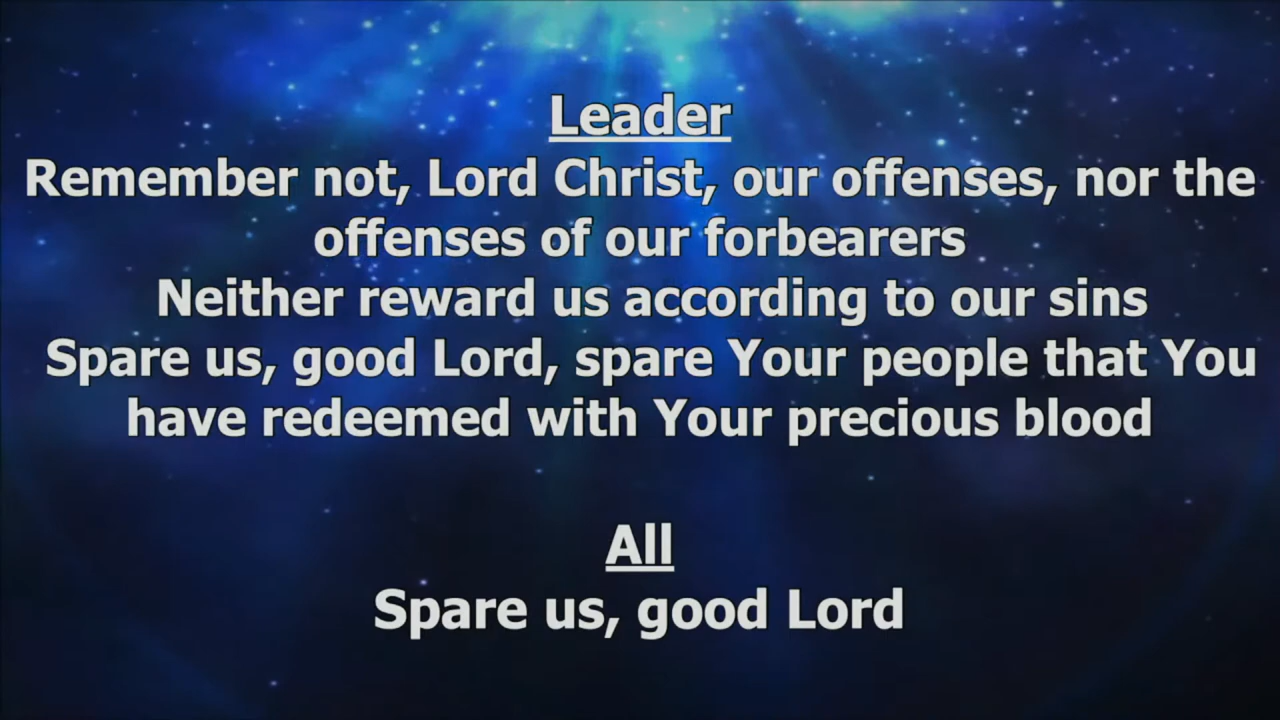 Leader
Remember not, Lord Christ, our offenses, nor the
offenses of our forbearers
Neither reward us according to our sins
Spare us, good Lord, spare Your people that You
have redeemed with Your precious blood
All
Spare us, good Lord